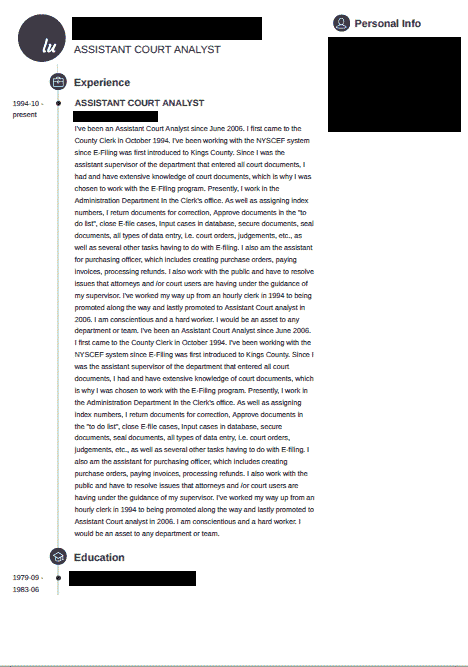 lu
ASSISTANT COURT ANALYST
Personal Info
Experience
1994-10 -
present
ASSISTANT COURT ANALYST
I've been an Assistant Court Analyst since June 2006. I first came to the
County Clerk in October 1994. I've been working with the NYSCEF system
since E-Filing was first introduced to Kings County. Since I was the
assistant supervisor of the department that entered all court documents, I
had and have extensive knowledge of court documents, which is why I was
chosen to work with the E-Filing program. Presently, I work in the
Administration Department In the Clerk's office. As well as assigning index
numbers, I return documents for correction, Approve documents in the "to
do list", close E-file cases, Input cases in database, secure documents, seal
documents, all types of data entry, i.e. court orders, judgements, etc., as
well as several other tasks having to do with E-filing. I also am the assistant
for purchasing officer, which includes creating purchase orders, paying
invoices, processing refunds. I also work with the public and have to resolve
issues that attorneys and /or court users are having under the guidance of
my supervisor. I've worked my way up from an hourly clerk in 1994 to being
promoted along the way and lastly promoted to Assistant Court analyst in
2006. I am conscientious and a hard worker. I would be an asset to any
department or team. I've been an Assistant Court Analyst since June 2006.
I first came to the County Clerk in October 1994. I've been working with the
NYSCEF system since E-Filing was first introduced to Kings County. Since I
was the assistant supervisor of the department that entered all court
documents, I had and have extensive knowledge of court documents, which
is why I was chosen to work with the E-Filing program. Presently, I work in
the Administration Department In the Clerk's office. As well as assigning
index numbers, I return documents for correction, Approve documents in
the "to do list", close E-file cases, Input cases in database, secure
documents, seal documents, all types of data entry, i.e. court orders,
judgements, etc., as well as several other tasks having to do with E-filing. I
also am the assistant for purchasing officer, which includes creating
purchase orders, paying invoices, processing refunds. I also work with the
public and have to resolve issues that attorneys and /or court users are
having under the guidance of my supervisor. I've worked my way up from an
hourly clerk in 1994 to being promoted along the way and lastly promoted to
Assistant Court analyst in 2006. I am conscientious and a hard worker. I
would be an asset to any department or team.
Education
1979-09 -
1983-06